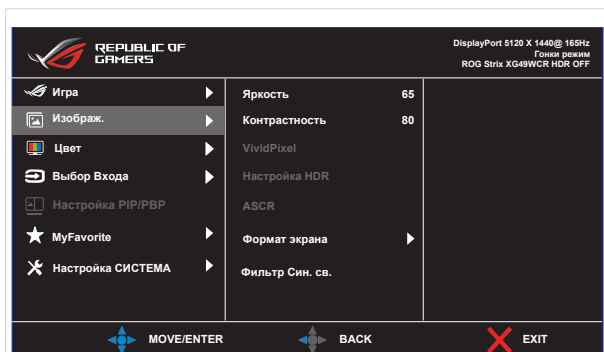 REPUBLIC OF
GAMERS
DisplayPort 5120 X 1440@ 165Hz
Гонки режим
ROG Strix XG49WCR HDR OFF
Игра
Изображ.
Цвет
Выбор Входа
Настройка PIP/PBP
MyFavorite
Настройка СИСТЕМА
Яркость 65
Контрастность 80
VividPixel
Настройка HDR
ASCR
Формат экрана
Фильтр Син. св.
MOVE/ENTER
BACK
EXIT